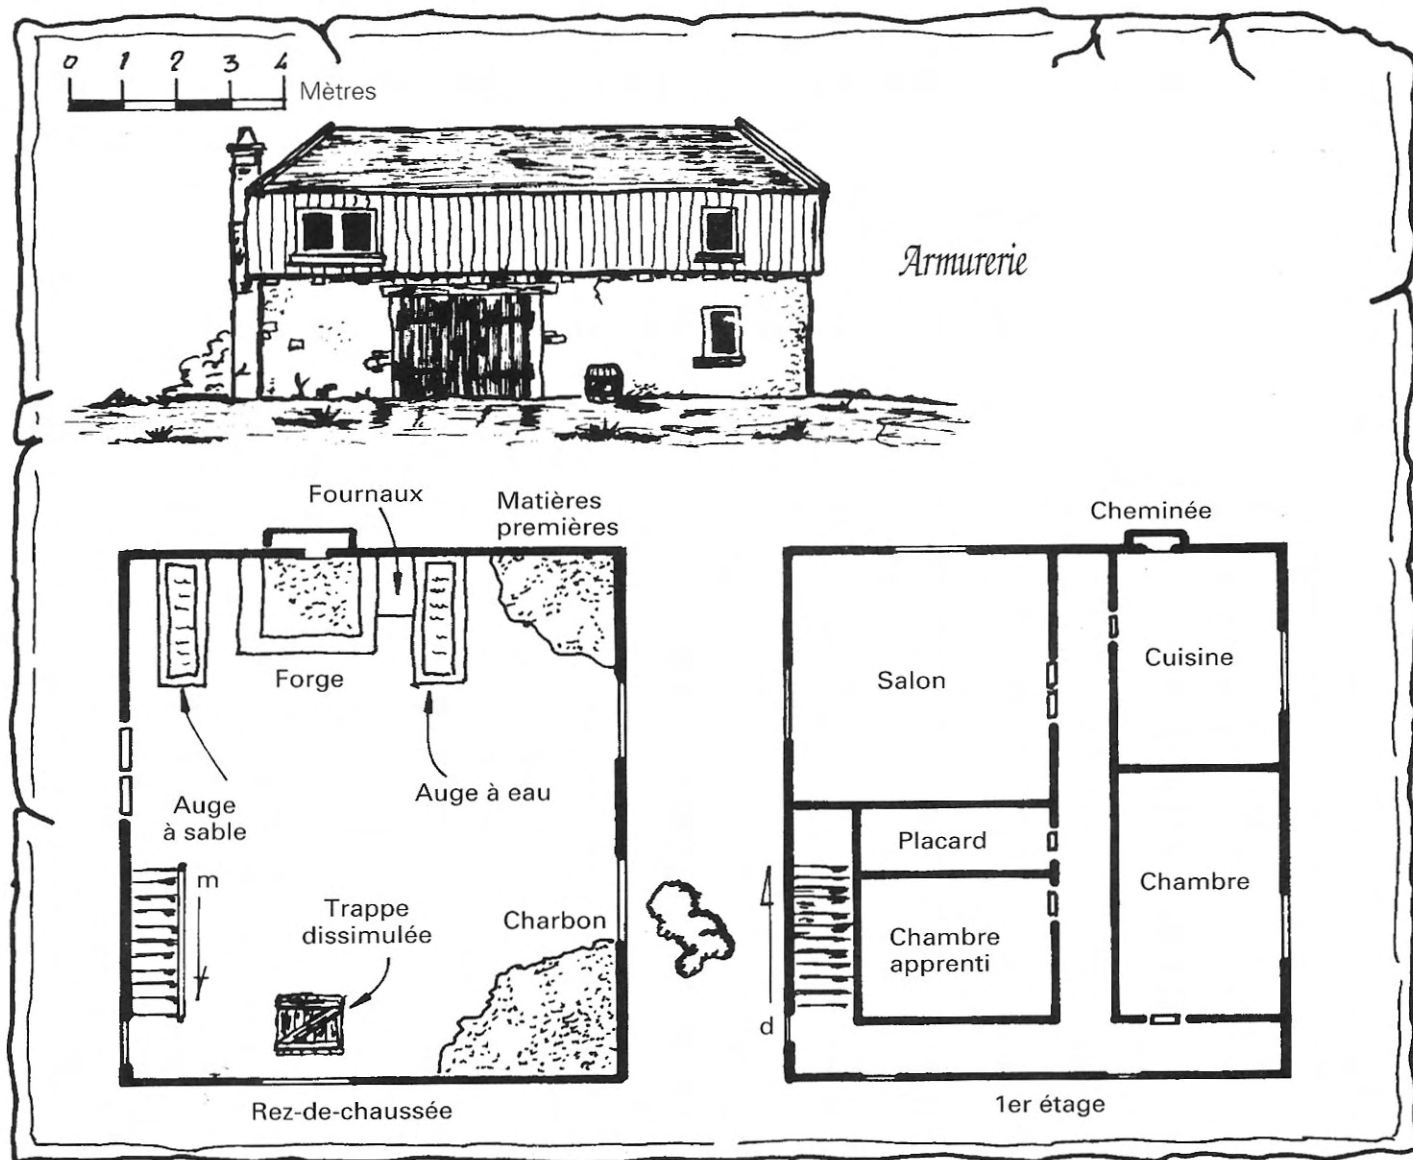 0 1 2 3 4
Mètres
Armurerie
Fournaux
Matières
premières
Forge
Auge à eau
Auge
à sable
m
Trappe
dissimulée
Charbon
Rez-de-chaussée
Cheminée
Salon
Cuisine
Placard
Chambre
Chambre
apprenti
d
1er étage